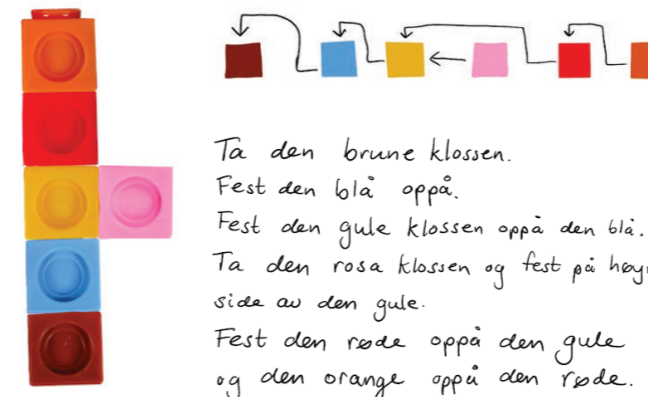 Ta den brune klossen.
Fest den blå oppå.
Fest den gule klossen oppå den blå.
Ta den rosa klossen og fest på
side av den gule.
Fest den røde oppå den gule
og den orange oppå den røde.